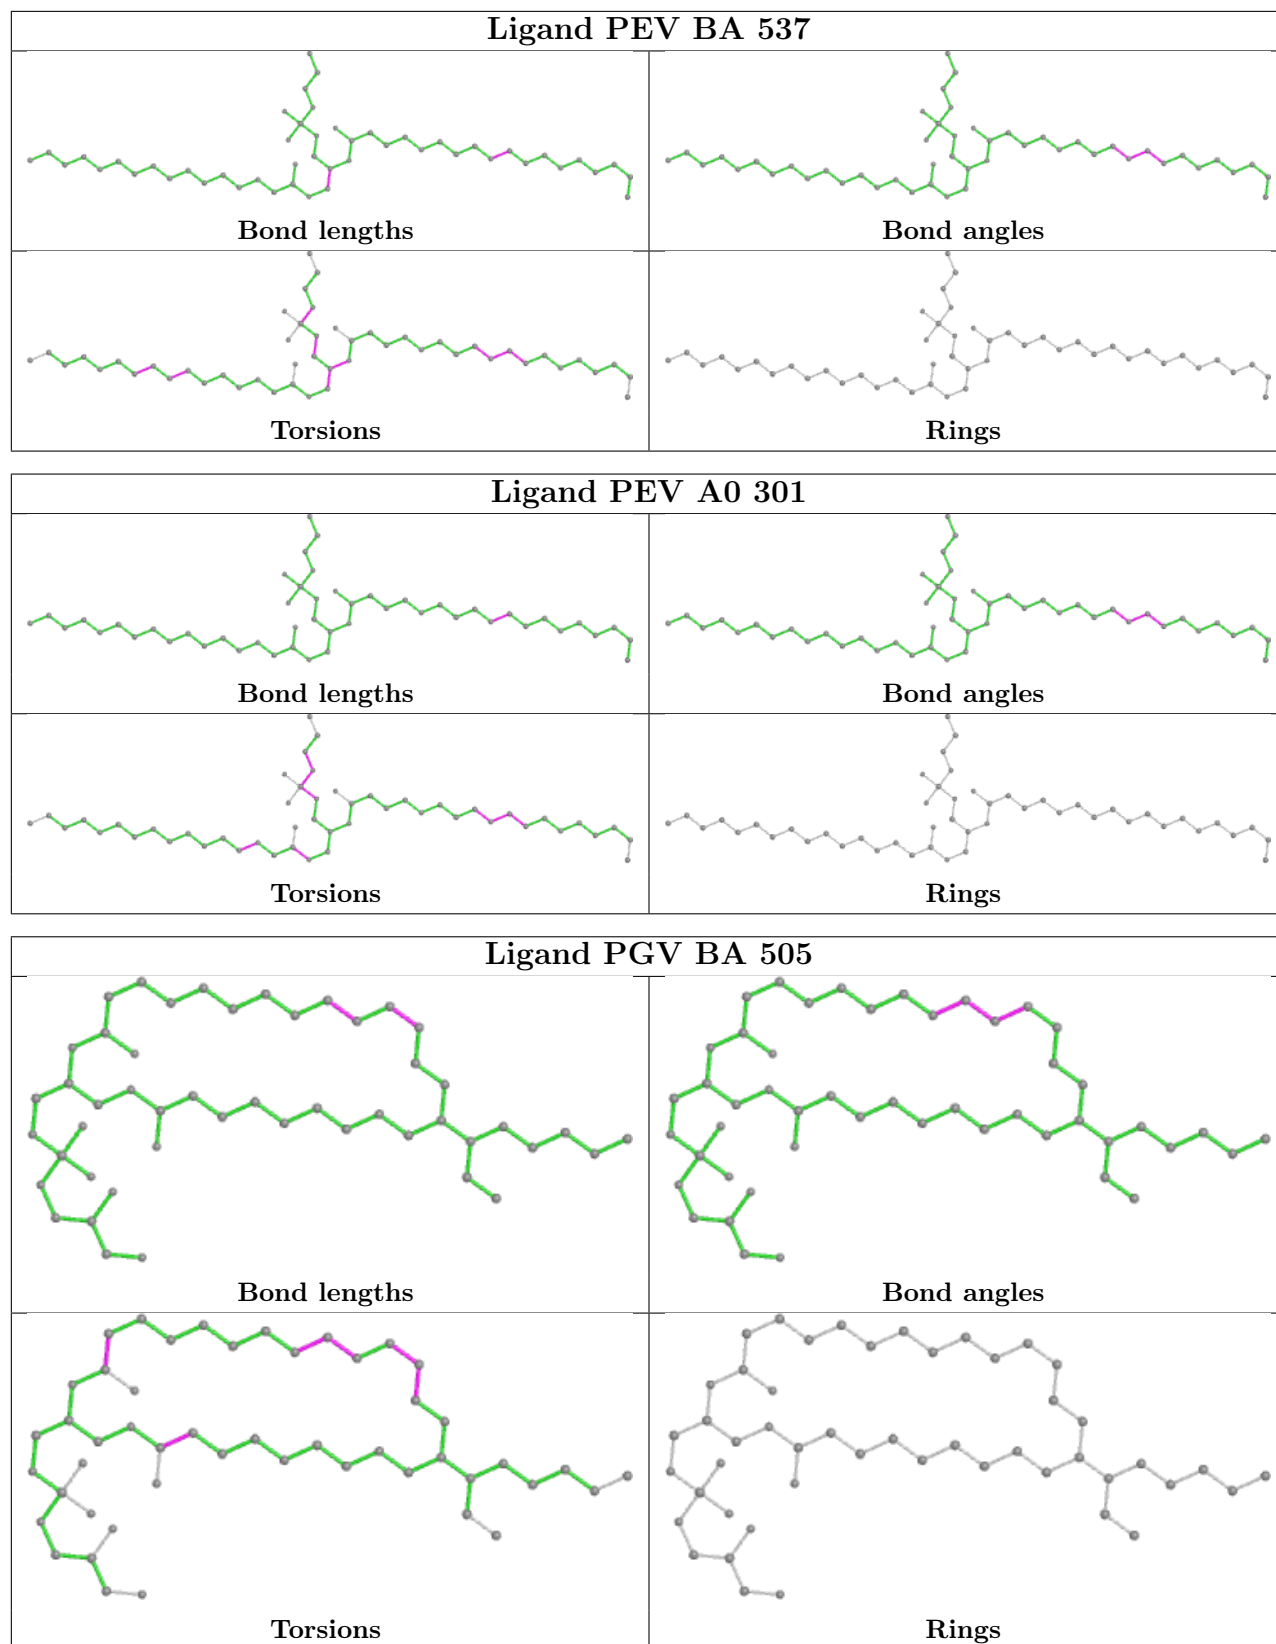 Ligand PEV BA 537
Bond lengths
Bond angles
Torsions
Rings
Ligand PEV A0 301
Bond lengths
Bond angles
Torsions
Rings
Ligand PGV BA 505
Bond lengths
Bond angles
Torsions
Rings